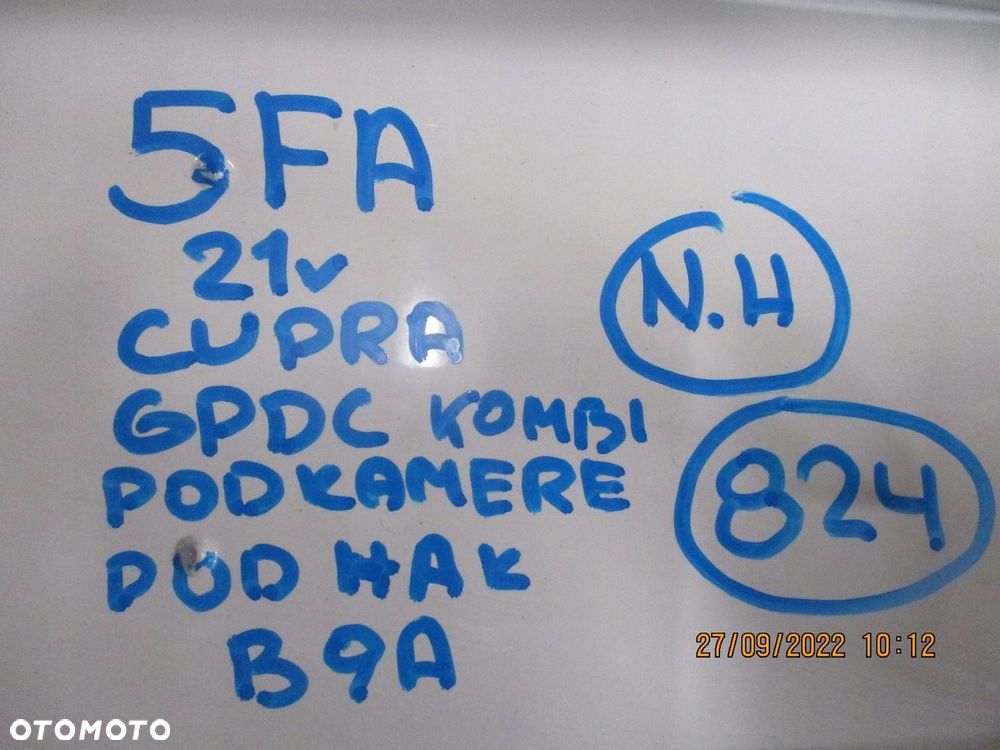 5FA
21v
CUPRA
GPDC KOMBI
PODKAMERE
POD HAK
B9A
N.H
824
27/09/2022 10:12
OTOMOTO